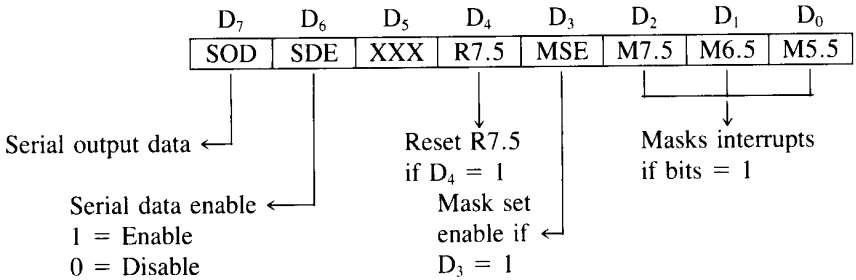 D₇ D₆ D₅ D₄ D₃ D₂ D₁ D₀
SOD SDE XXX R7.5 MSE M7.5 M6.5 M5.5
Serial output data
Reset R7.5
if D₄ = 1
Masks interrupts
if bits = 1
Serial data enable
1 = Enable
0 = Disable
Mask set
enable if
D₃ = 1